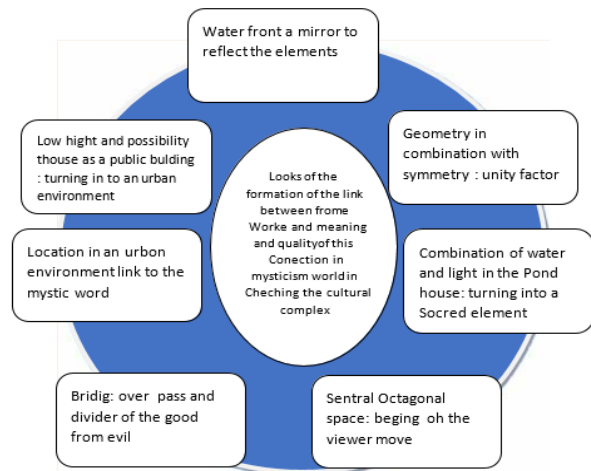 Water front a mirror to
reflect the elements
Low hight and possibility
thouse as a public bulding
: turning in to an urban
environment
Geometry in
combination with
symmetry : unity factor
Looks of the
formation of the link
between frome
Worke and meaning
and qualityof this
Conection in
mysticism world in
Cheching the cultural
complex
Location in an urbon
environment link to the
mystic word
Combination of water
and light in the Pond
house: turning into a
Socred element
Bridig: over pass and
divider of the good
from evil
Sentral Octagonal
space: beging oh the
viewer move